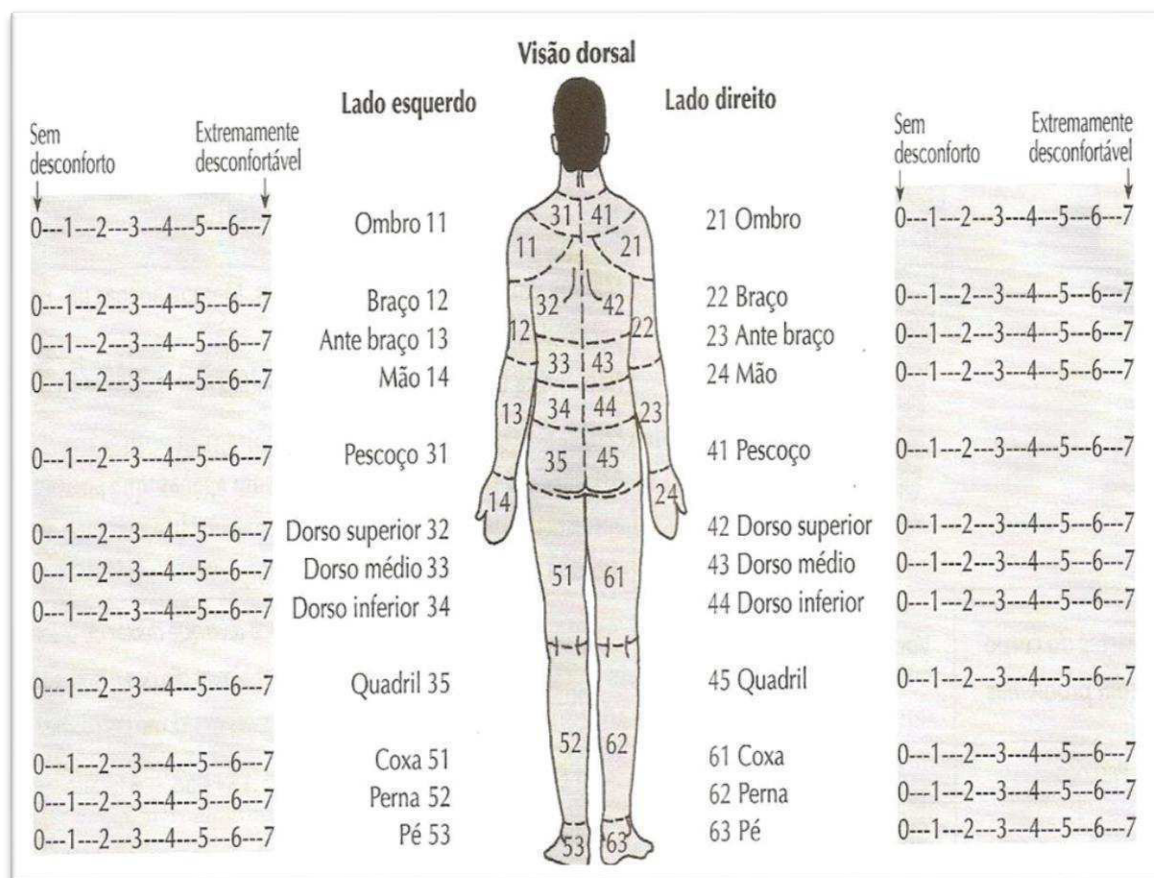 Visão dorsal
Lado esquerdo
Lado direito
Sem
desconforto
Extremamente
desconfortável
Sem
desconforto
Extremamente
desconfortável
0---1---2---3---4---5---6---7 Ombro 11
0---1---2---3---4---5---6---7 Braço 12
0---1---2---3---4---5---6---7 Ante braço 13
0---1---2---3---4---5---6---7 Mão 14
0---1---2---3---4---5---6---7 Pescoço 31
0---1---2---3---4---5---6---7 Dorso superior 32
0---1---2---3---4---5---6---7 Dorso médio 33
0---1---2---3---4---5---6---7 Dorso inferior 34
0---1---2---3---4---5---6---7 Quadril 35
0---1---2---3---4---5---6---7 Coxa 51
0---1---2---3---4---5---6---7 Perna 52
0---1---2---3---4---5---6---7 Pé 53
31 41
11 21
32 42
12 22
33 43
34 44
13 23
35 45
14 24
51 61
52 62
53 63
21 Ombro 0---1---2---3---4---5---6---7
22 Braço 0---1---2---3---4---5---6---7
23 Ante braço 0---1---2---3---4---5---6---7
24 Mão 0---1---2---3---4---5---6---7
41 Pescoço 0---1---2---3---4---5---6---7
42 Dorso superior 0---1---2---3---4---5---6---7
43 Dorso médio 0---1---2---3---4---5---6---7
44 Dorso inferior 0---1---2---3---4---5---6---7
45 Quadril 0---1---2---3---4---5---6---7
61 Coxa 0---1---2---3---4---5---6---7
62 Perna 0---1---2---3---4---5---6---7
63 Pé 0---1---2---3---4---5---6---7